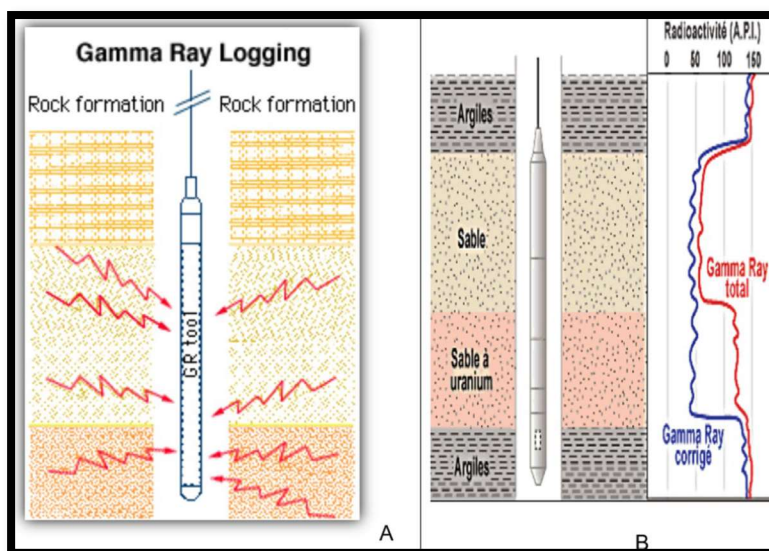 Gamma Ray Logging
Rock formation
Rock formation
GR tool
A
Radioactivité (A.P.I.)
0 50 100 150
Argiles
Sable
Gamma Ray
total
Sable à
uranium
Gamma Ray
corrigé
Argiles
B